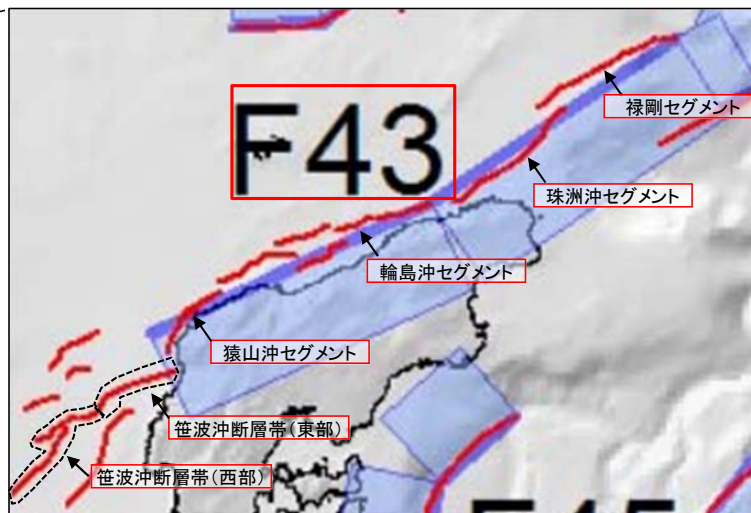 禄剛セグメント
F43
珠洲沖セグメント
輪島沖セグメント
猿山沖セグメント
笹波沖断層帯(東部)
笹波沖断層帯(西部)